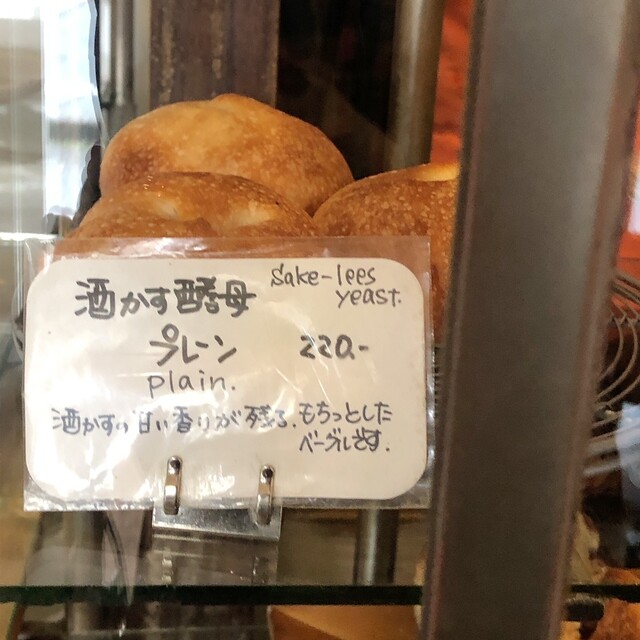 酒かす酵母 Sake-lees yeast.
プレーン 220.-
plain.
酒かすの甘い香りが残る、もちっとした
ベーグルです。